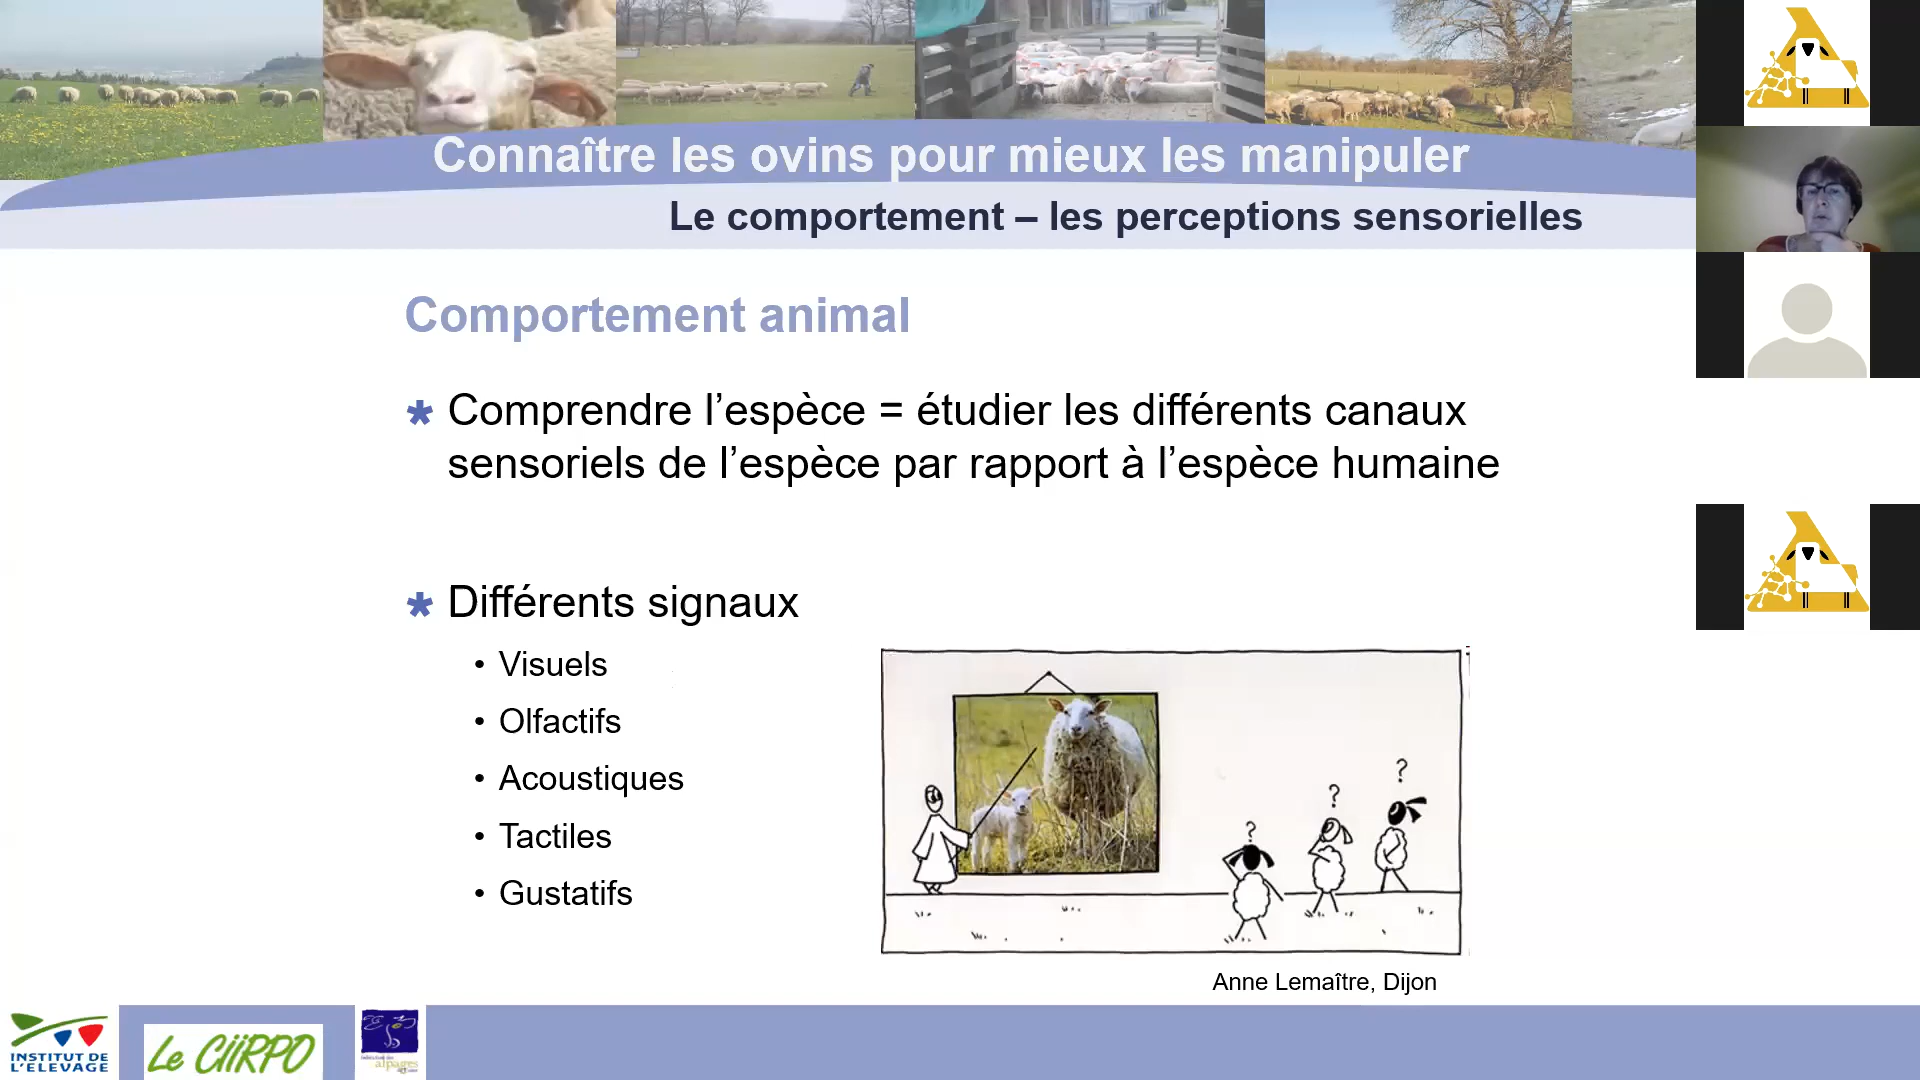 Connaître les ovins pour mieux les manipuler
Le comportement – les perceptions sensorielles
Comportement animal
* Comprendre l’espèce = étudier les différents canaux
sensoriels de l’espèce par rapport à l’espèce humaine
* Différents signaux
• Visuels
• Olfactifs
• Acoustiques
• Tactiles
• Gustatifs
?
?
?
Anne Lemaître, Dijon
INSTITUT DE
L'ELEVAGE
Le CIIRPO
alpages